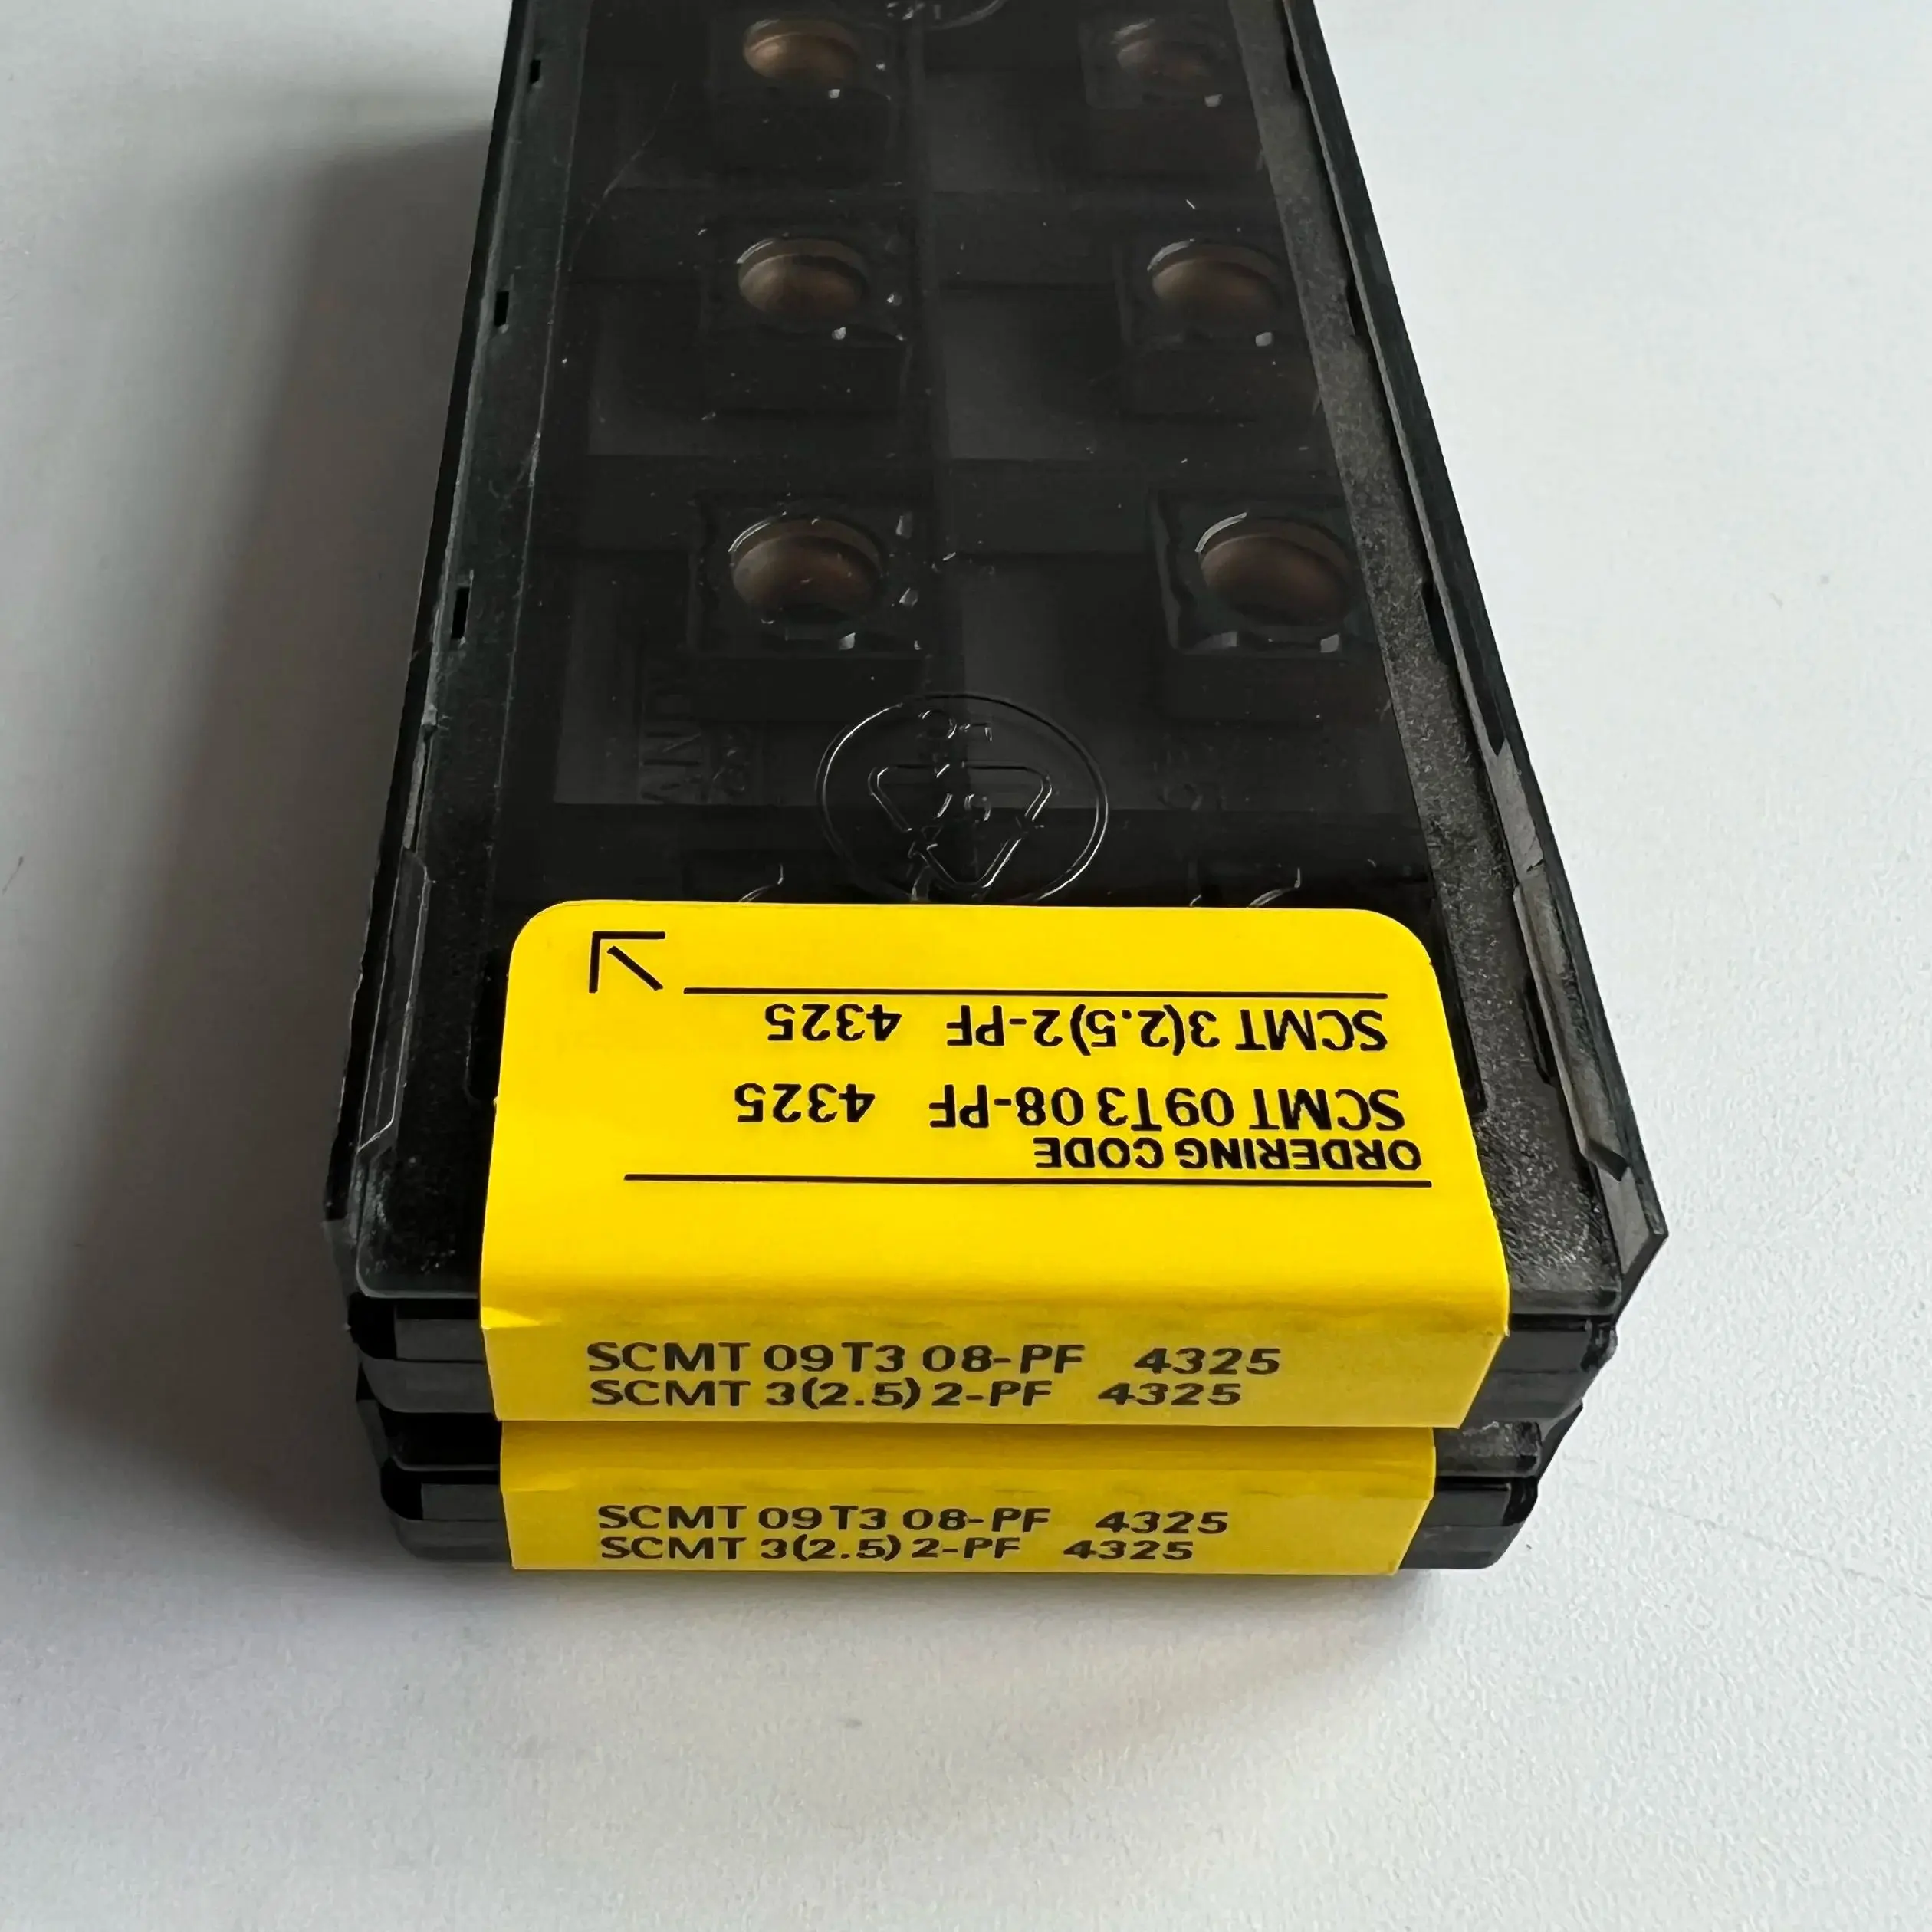 ORDERING CODE
SCMT 09T3 08-PF 4325
SCMT 3(2.5)2-PF 4325
SCMT 09T3 08-PF 4325
SCMT 3(2.5)2-PF 4325
SCMT 09T3 08-PF 4325
SCMT 3(2.5)2-PF 4325